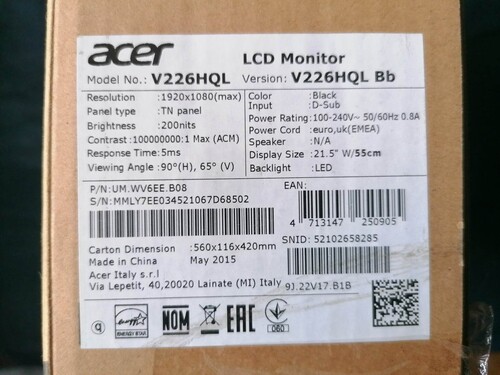 acer LCD Monitor
Model No.: V226HQL Version: V226HQL Bb
Resolution :1920x1080(max)
Panel type :TN panel
Brightness :200nits
Contrast :100000000:1 Max (ACM)
Response Time :5ms
Viewing Angle :90°(H), 65° (V)
Color :Black
Input :D-Sub
Power Rating :100-240V~ 50/60Hz 0.8A
Power Cord :euro,uk(EMEA)
Speaker :N/A
Display Size :21.5" W/55cm
Backlight :LED
P/N:UM.WV6EE.B08
S/N:MMLY7EE034521067D68502
EAN:
4 713147 250905
SNID: 52102658285
Carton Dimension :560x116x420mm
Made in China May 2015
Acer Italy s.r.l
Via Lepetit, 40,20020 Lainate (MI) Italy
9J.22V17.B1B
q
ENERGY STAR
NOM
EAC
060